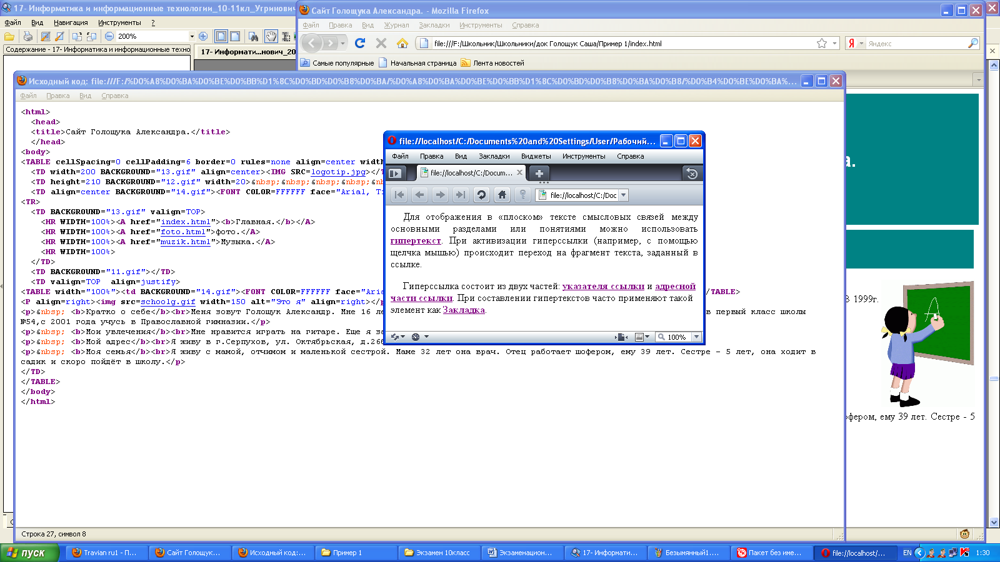 17- Информатика и информационные технологии_10-11кл_Угринович
Файл Вид Навигация Инструменты ?
200%
Содержание - 17- Информатика и информационные техно
17- Информати...нович_20
Сайт Голощука Александра. - Mozilla Firefox
Файл Правка Вид Журнал Закладки Инструменты Справка
file:///F:/Школьник/Школьники/док Голощук Саша/Пример 1/index.html
Я Яндекс
Самые популярные Начальная страница Лента новостей
Исходный код: file:///F:/%D0%A8%D0%BA%D0%BE%D0%BB%D1%8C%D0%BD%D0%B8%D0%BA/%D0%A8%D0%BA%D0%BE%D0%BB%D1%8C%D0%BD%D0%B8%D0%BA%D0%B8/%D0%B4%D0%BE%D0%BA%...
Файл Правка Вид Справка
<html>
<head>
<title>Сайт Голощука Александра.</title>
</head>
<body>
<TABLE cellSpacing=0 cellPadding=6 border=0 rules=none align=center width
<TD width=200 BACKGROUND="13.gif" align=center><IMG SRC=logotip.jpg></T
<TD height=210 BACKGROUND="12.gif" width=20>&nbsp;&nbsp;&nbsp;&nbsp;&n
<TD align=center BACKGROUND="14.gif"><FONT COLOR=FFFFFF face="Arial, Ti
<TR>
<TD BACKGROUND="13.gif" valign=TOP>
<HR WIDTH=100%><A href="index.html"><b>Главная.</b></A>
<HR WIDTH=100%><A href="foto.html">фото.</A>
<HR WIDTH=100%><A href="muzik.html">Музыка.</A>
<HR WIDTH=100%>
</TD>
<TD BACKGROUND="11.gif"></TD>
<TD valign=TOP align=justify>
<TABLE width="100%"><td BACKGROUND="14.gif"><FONT COLOR=FFFFFF face="Aria /TABLE>
<P align=right><img src=schoolg.gif width=150 alt="Это я" align=right></p
<p>&nbsp; <b>Кратко о себе</b><br>Меня зовут Голощук Александр. Мне 16 ле в первый класс школы
№54,с 2001 года учусь в Православной гимназии.</p>
<p>&nbsp; <b>Мои увлечения</b><br>Мне нравится играть на гитаре. Еще я за
<p>&nbsp; <b>Мой адрес</b><br>Я живу в г.Серпухов, ул. Октябрьская, д.26
<p>&nbsp; <b>Моя семья</b><br>Я живу с мамой, отчимом и маленькой сестрой. Маме 32 лет она врач. Отец работает шофером, ему 39 лет. Сестре - 5 лет, она ходит в
садик и скоро пойдёт в школу.</p>
</TD>
</TABLE>
</body>
</html>
Строка 27, символ 8
file://localhost/C:/Documents%20and%20Settings/User/Рабочий...
Файл Правка Вид Закладки Виджеты Инструменты Справка
file://localhost/C:/Docum...
file://localhost/C:/Doc
Для отображения в «плоском» тексте смысловых связей между
основными разделами или понятиями можно использовать
гипертекст. При активизации гиперссылки (например, с помощью
щелчка мышью) происходит переход на фрагмент текста, заданный в
ссылке.
Гиперссылка состоит из двух частей: указателя ссылки и адресной
части ссылки. При составлении гипертекстов часто применяют такой
элемент как Закладка.
100%
а.
1999г.
офером, ему 39 лет. Сестре - 5
пуск
Travian ru1 - П...
Сайт Голощук...
Исходный код:...
Пример 1
Экзамен 10класс
Экзаменацион...
17- Информати...
Безымянный1....
Пакет без име...
file://localhost/...
EN
1:30